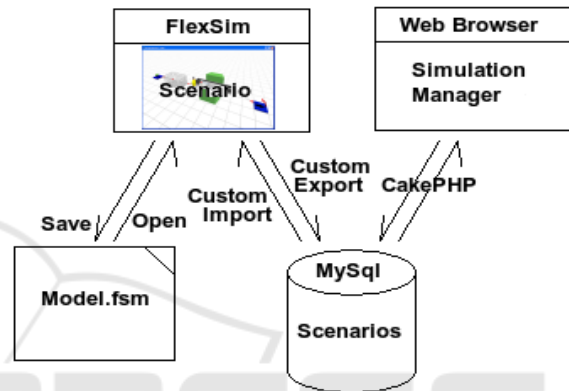 FlexSim
Scenario
Web Browser
Simulation
Manager
Save
Open
Custom
Import
Custom
Export
CakePHP
Model.fsm
MySql
Scenarios